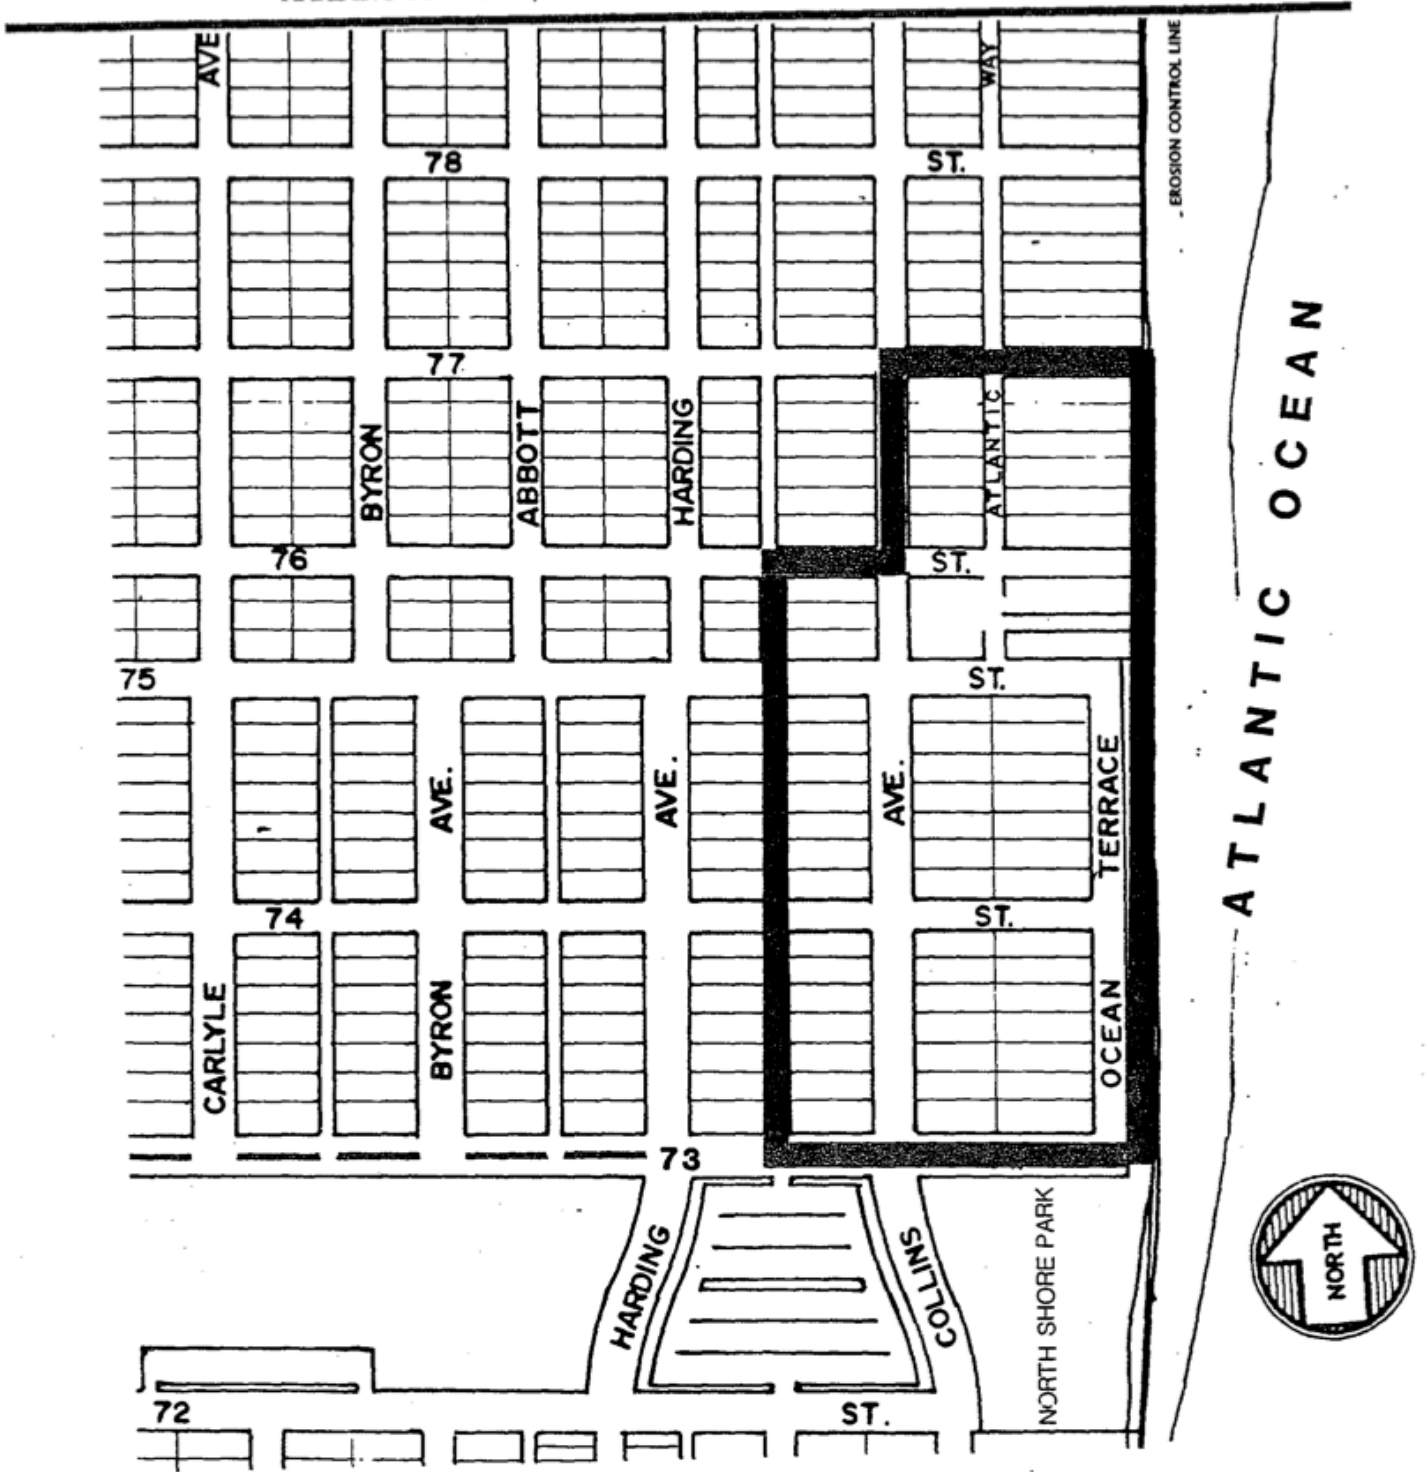 AVE
WAY
EROSION CONTROL LINE
78 ST.
77
BYRON
ABBOTT
HARDING
ATLANTIC
ATLANTIC OCEAN
76 ST.
75 ST.
AVE.
AVE.
AVE.
TERRACE
74 ST.
CARLYLE
BYRON
OCEAN
73
HARDING
COLLINS
NORTH SHORE PARK
NORTH
72 ST.